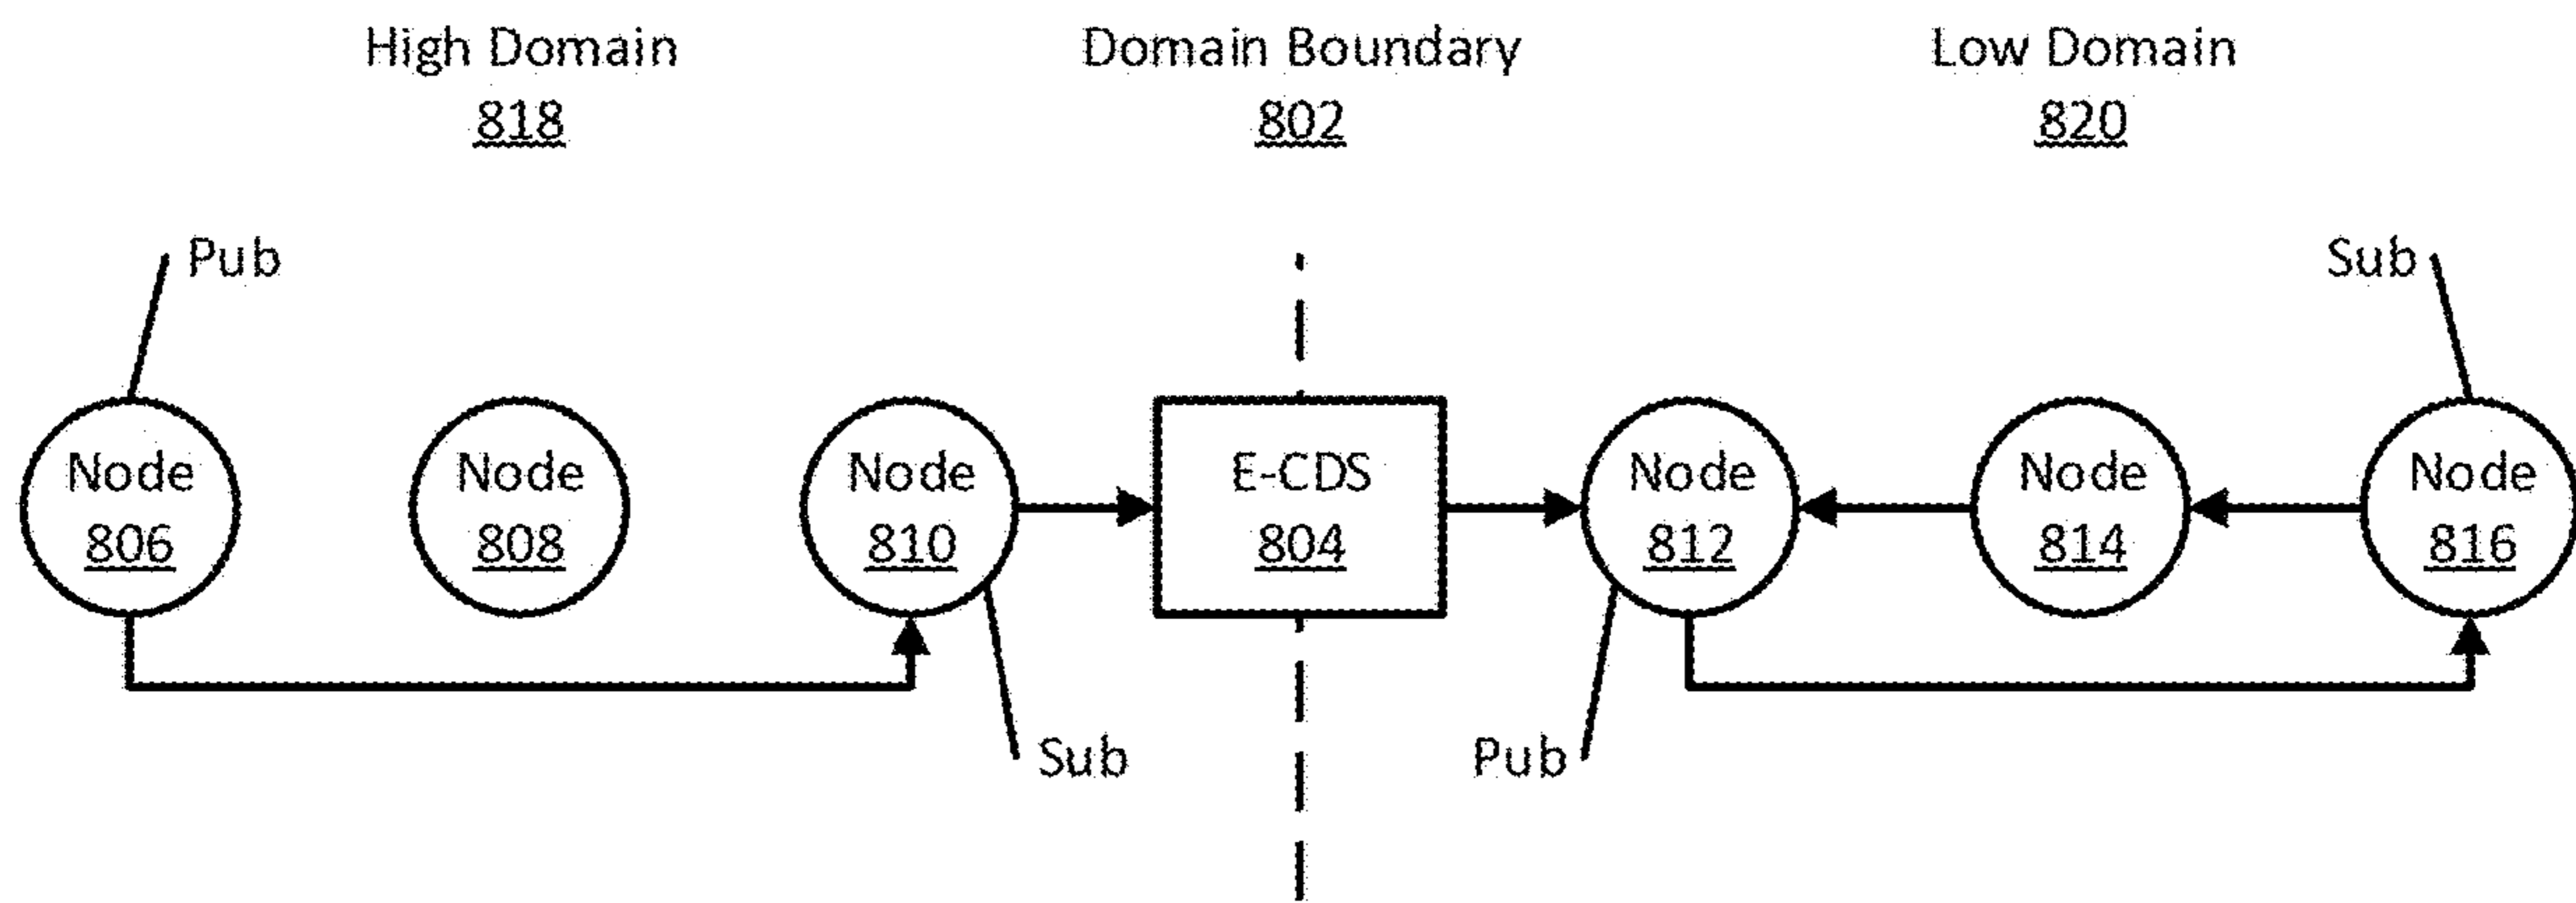 High Domain
818
Domain Boundary
802
Low Domain
820
Pub
Sub
Node
806
Node
808
Node
810
E-CDS
804
Node
812
Node
814
Node
816
Sub
Pub